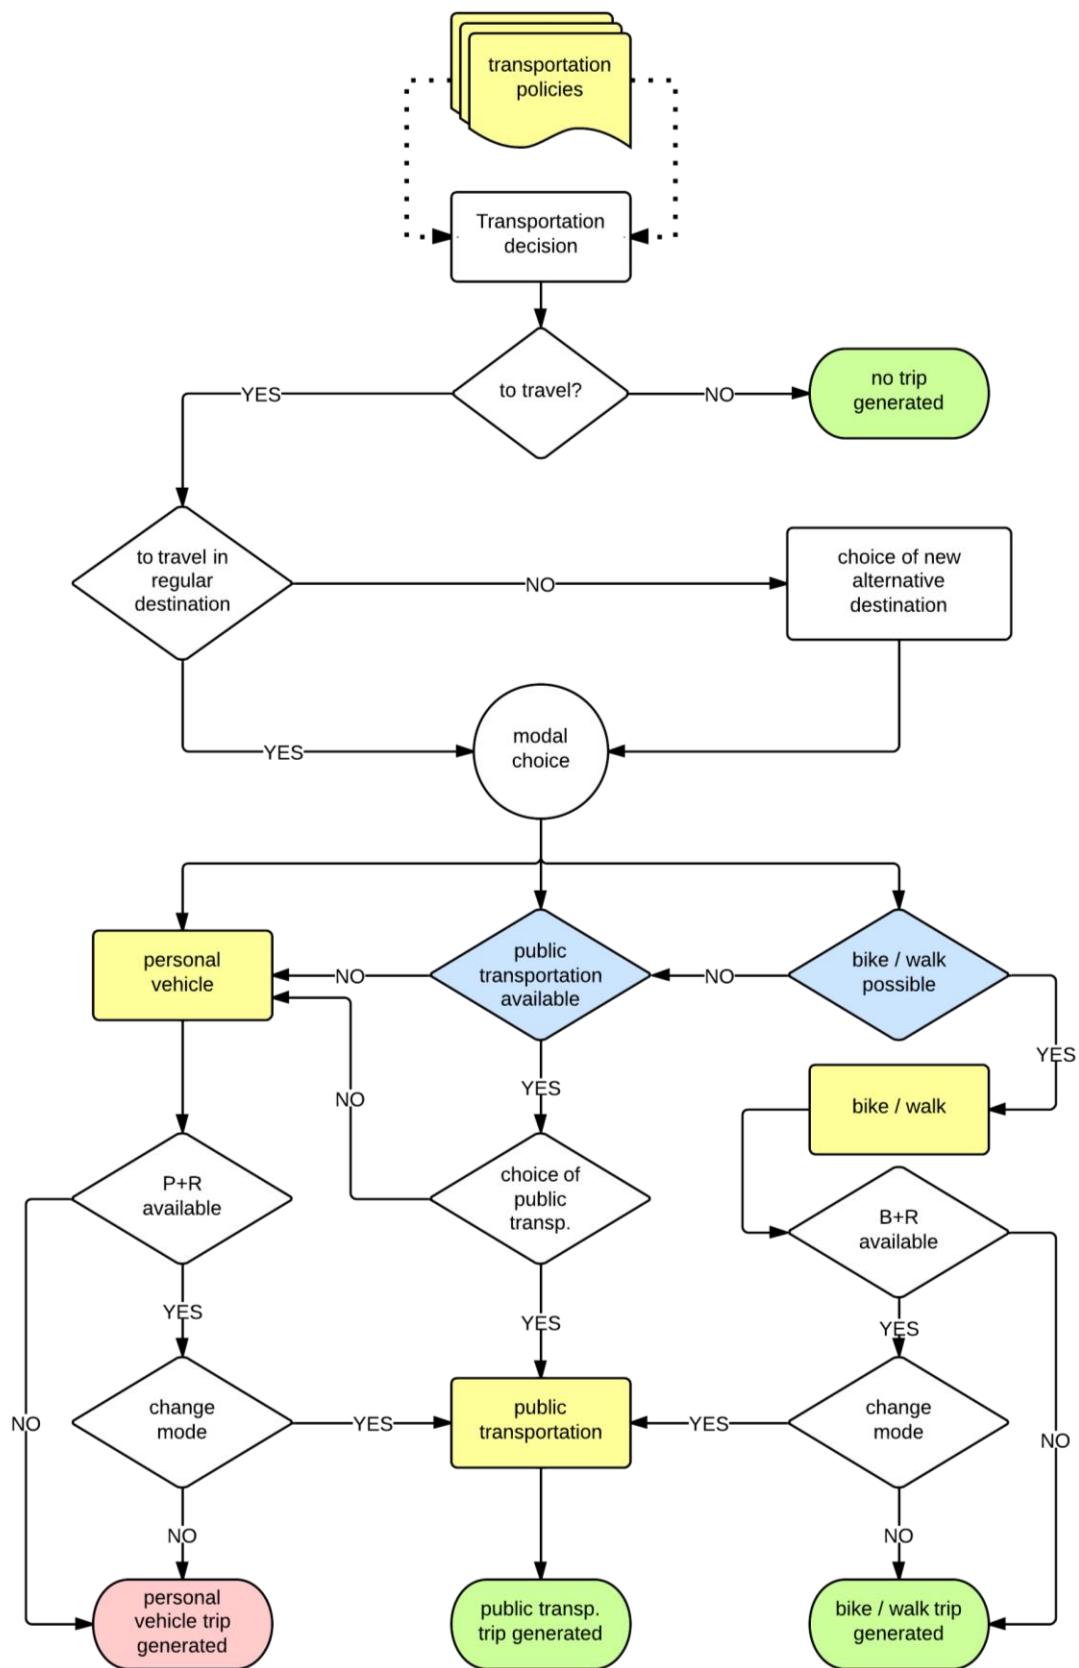 transportation
policies
Transportation
decision
to travel?
YES
NO
no trip
generated
to travel in
regular
destination
NO
choice of new
alternative
destination
YES
modal
choice
personal
vehicle
NO
public
transportation
available
NO
bike / walk
possible
YES
YES
NO
bike / walk
P+R
available
choice of
public
transp.
B+R
available
YES
YES
YES
change
mode
YES
public
transportation
YES
change
mode
NO
NO
NO
NO
personal
vehicle trip
generated
public transp.
trip generated
bike / walk trip
generated